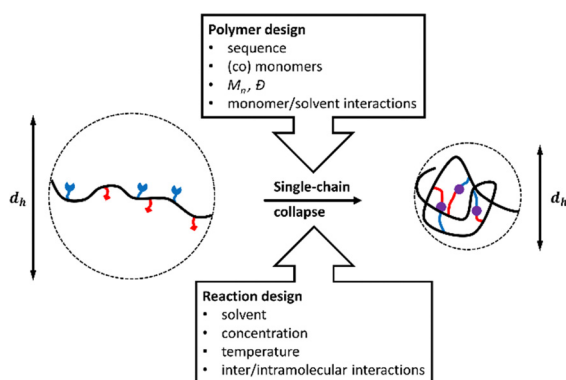 Polymer design
• sequence
• (co) monomers
• Mn, Đ
• monomer/solvent interactions
dh
Single-chain
collapse
dh
Reaction design
• solvent
• concentration
• temperature
• inter/intramolecular interactions